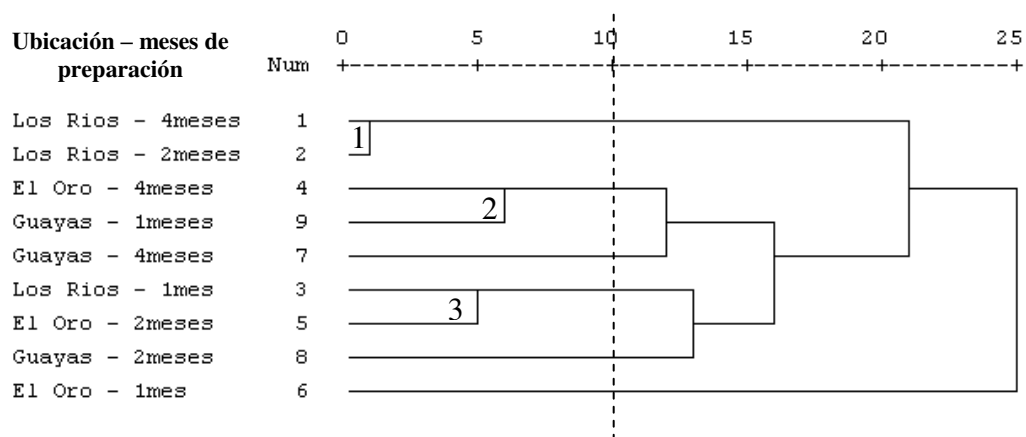 Ubicación – meses de
preparación
0 5 10 15 20 25
Num +---------+---------+---------+---------+---------+
Los Rios - 4meses 1
1
Los Rios - 2meses 2
El Oro - 4meses 4
2
Guayas - 1meses 9
Guayas - 4meses 7
Los Rios - 1mes 3
3
El Oro - 2meses 5
Guayas - 2meses 8
El Oro - 1mes 6